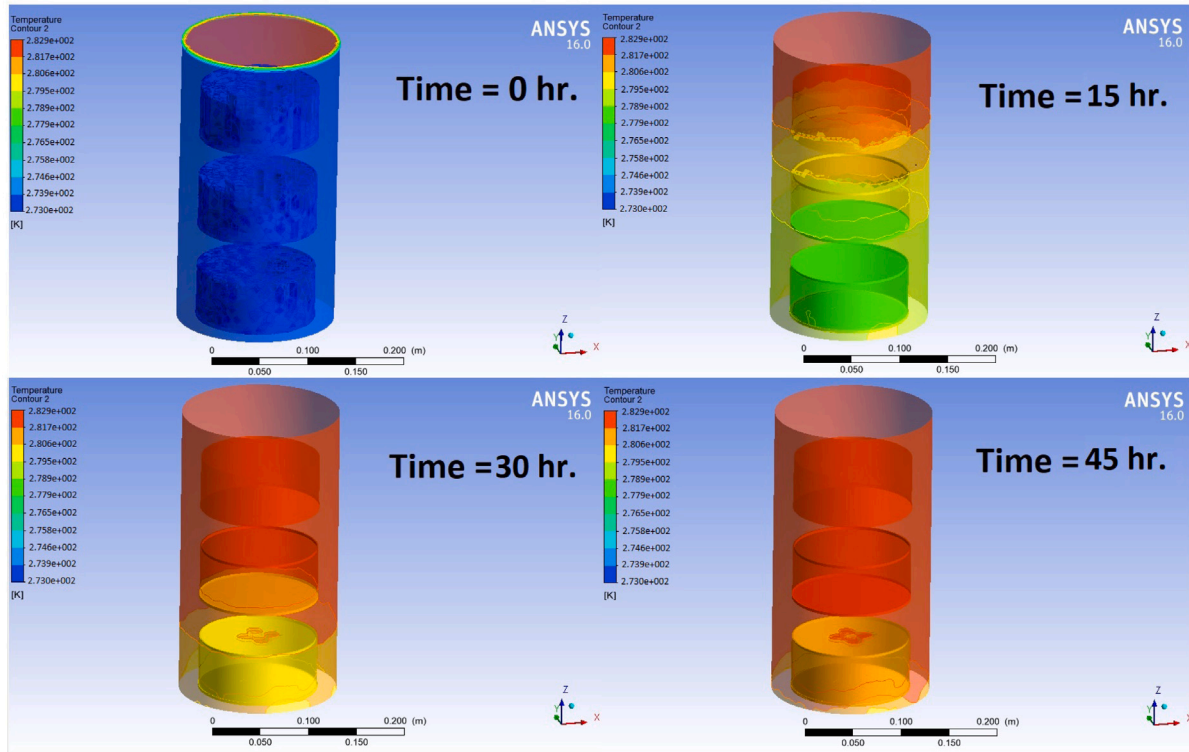 Temperature
Contour 2
2.829e+002
2.817e+002
2.806e+002
2.795e+002
2.789e+002
2.779e+002
2.765e+002
2.758e+002
2.746e+002
2.739e+002
2.730e+002
[K]
ANSYS
16.0
Time = 0 hr.
Z
Y
X
0 0.100 0.200 (m)
0.050 0.150
Temperature
Contour 2
2.829e+002
2.817e+002
2.806e+002
2.795e+002
2.789e+002
2.779e+002
2.765e+002
2.758e+002
2.746e+002
2.739e+002
2.730e+002
[K]
ANSYS
16.0
Time = 15 hr.
Z
Y
X
0 0.100 0.200 (m)
0.050 0.150
Temperature
Contour 2
2.829e+002
2.817e+002
2.806e+002
2.795e+002
2.789e+002
2.779e+002
2.765e+002
2.758e+002
2.746e+002
2.739e+002
2.730e+002
[K]
ANSYS
16.0
Time = 30 hr.
Z
Y
X
0 0.100 0.200 (m)
0.050 0.150
Temperature
Contour 2
2.829e+002
2.817e+002
2.806e+002
2.795e+002
2.789e+002
2.779e+002
2.765e+002
2.758e+002
2.746e+002
2.739e+002
2.730e+002
[K]
ANSYS
16.0
Time = 45 hr.
Z
Y
X
0 0.100 0.200 (m)
0.050 0.150